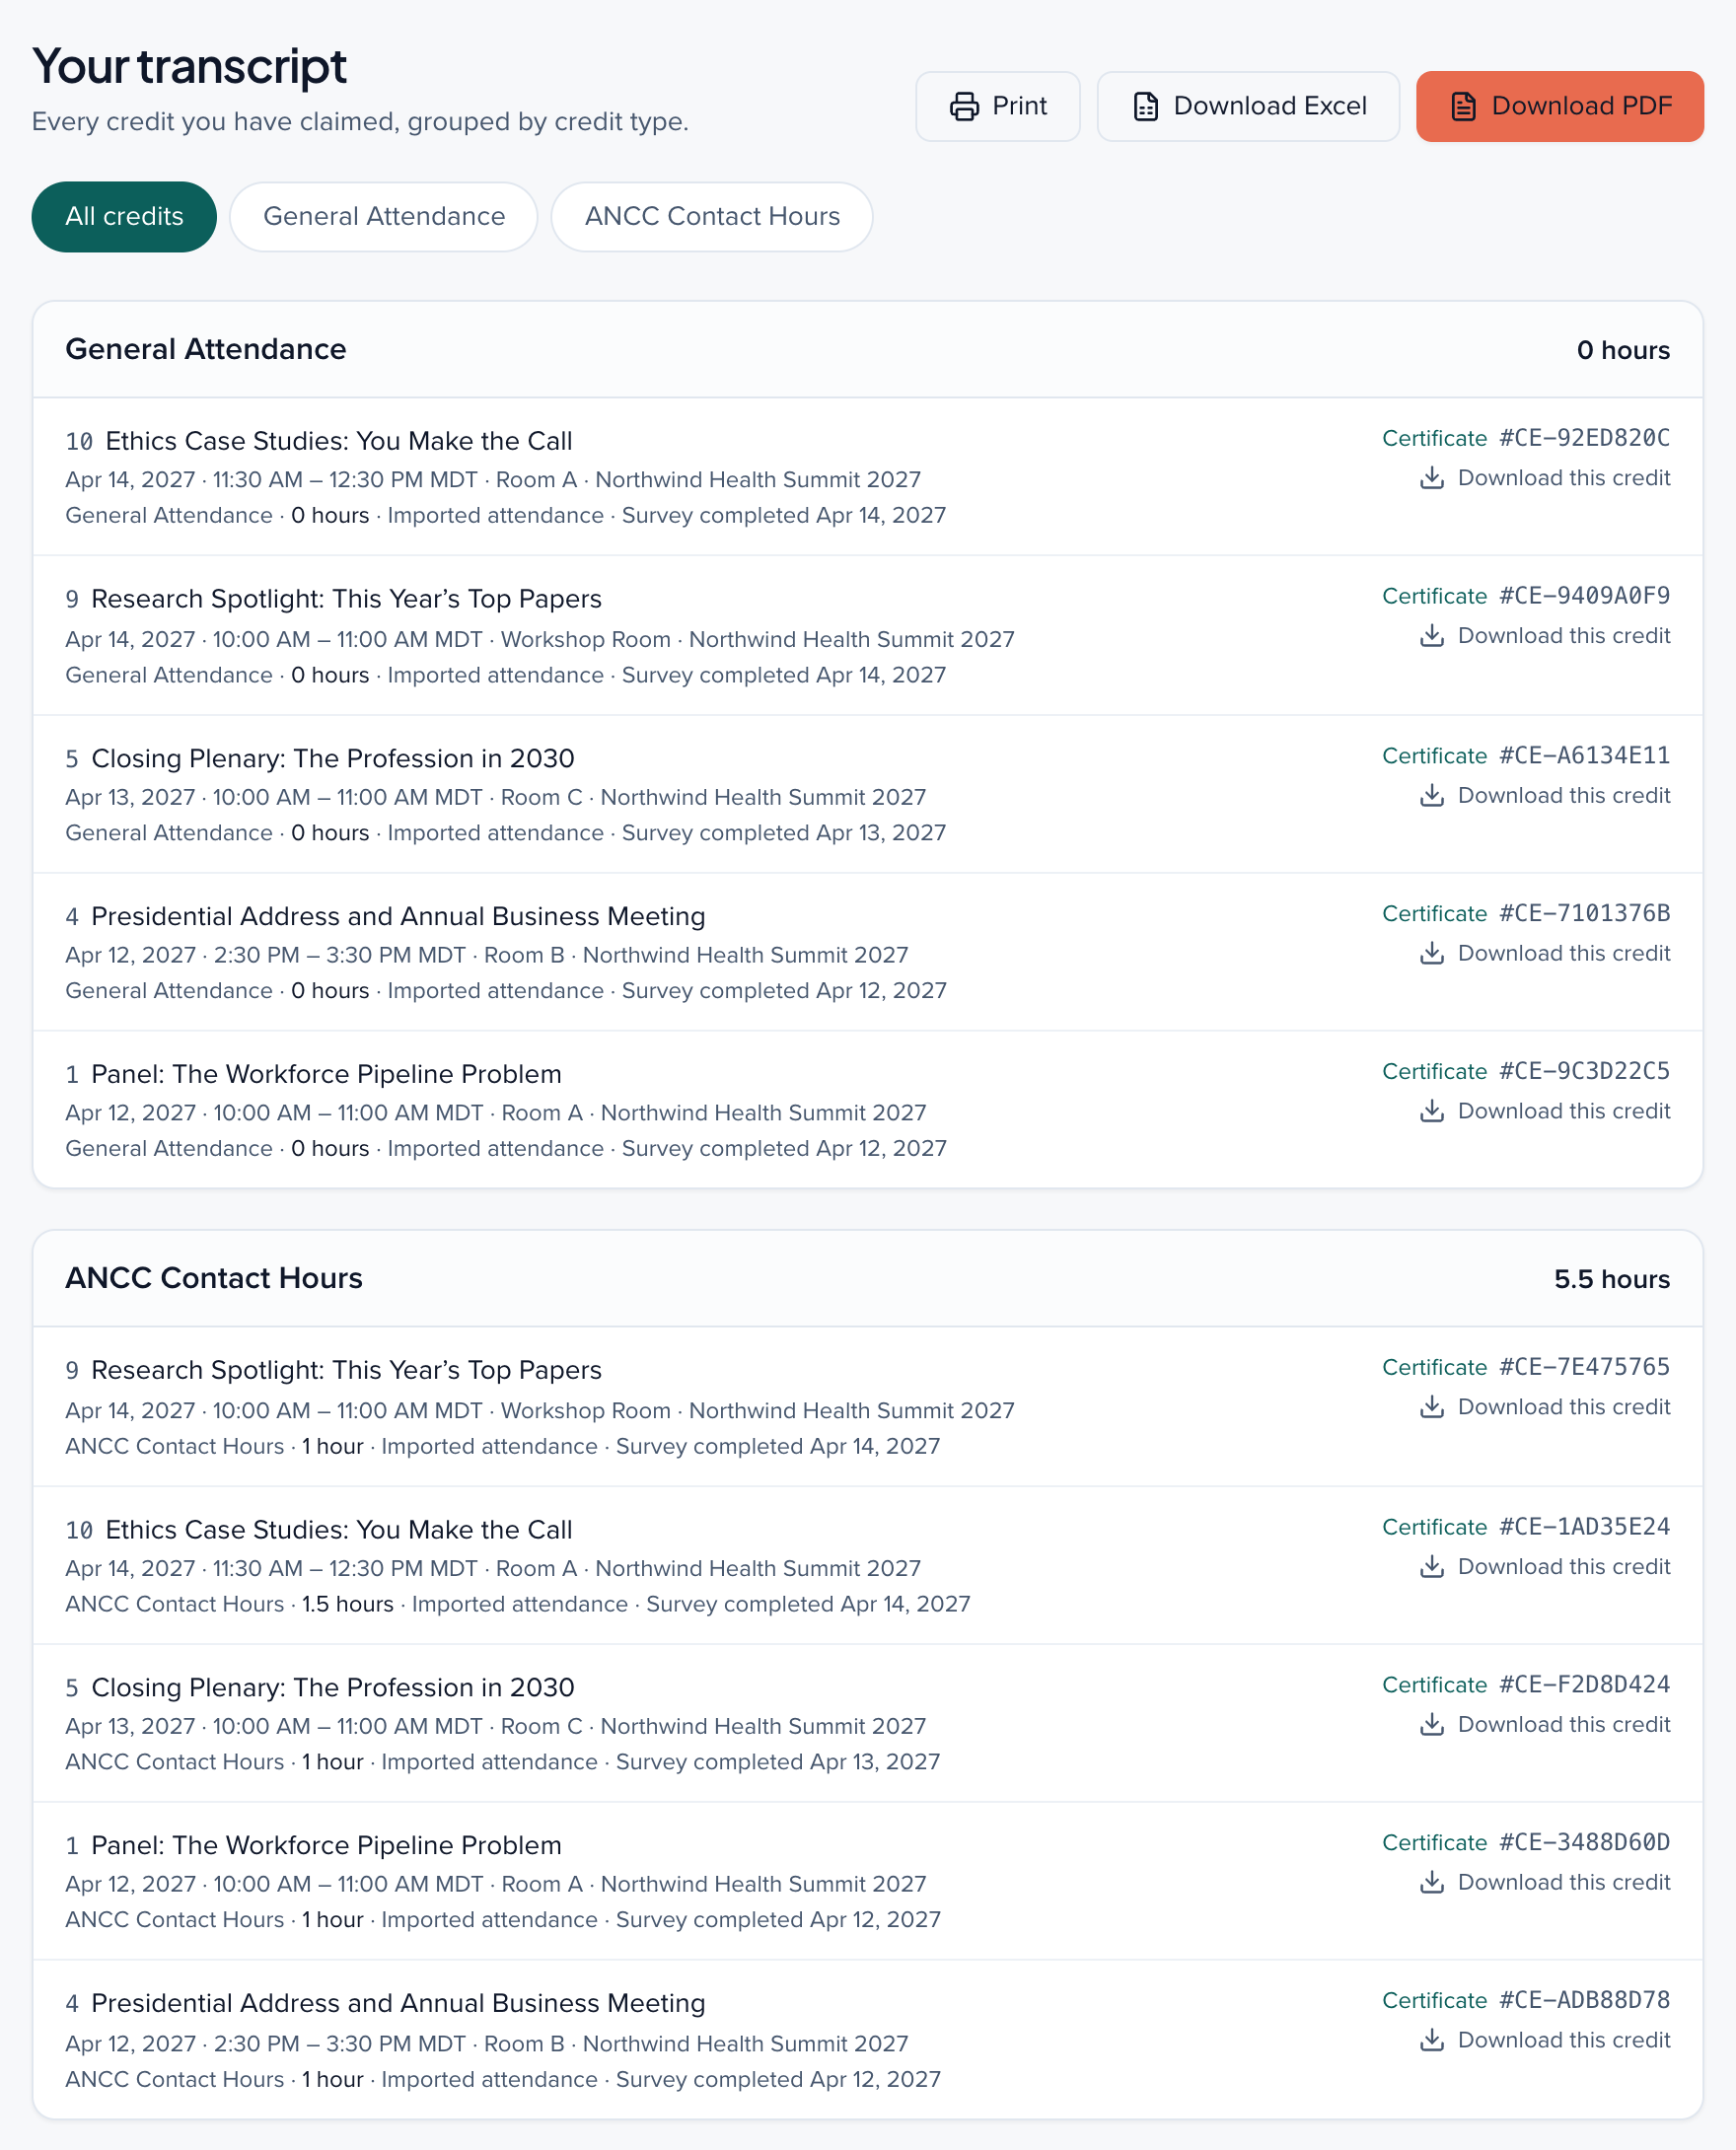 Your transcript
Every credit you have claimed, grouped by credit type.
Print
Download Excel
Download PDF
All credits
General Attendance
ANCC Contact Hours
General Attendance
0 hours
10 Ethics Case Studies: You Make the Call
Apr 14, 2027 · 11:30 AM – 12:30 PM MDT · Room A · Northwind Health Summit 2027
General Attendance · 0 hours · Imported attendance · Survey completed Apr 14, 2027
Certificate #CE-92ED820C
Download this credit
9 Research Spotlight: This Year’s Top Papers
Apr 14, 2027 · 10:00 AM – 11:00 AM MDT · Workshop Room · Northwind Health Summit 2027
General Attendance · 0 hours · Imported attendance · Survey completed Apr 14, 2027
Certificate #CE-9409A0F9
Download this credit
5 Closing Plenary: The Profession in 2030
Apr 13, 2027 · 10:00 AM – 11:00 AM MDT · Room C · Northwind Health Summit 2027
General Attendance · 0 hours · Imported attendance · Survey completed Apr 13, 2027
Certificate #CE-A6134E11
Download this credit
4 Presidential Address and Annual Business Meeting
Apr 12, 2027 · 2:30 PM – 3:30 PM MDT · Room B · Northwind Health Summit 2027
General Attendance · 0 hours · Imported attendance · Survey completed Apr 12, 2027
Certificate #CE-7101376B
Download this credit
1 Panel: The Workforce Pipeline Problem
Apr 12, 2027 · 10:00 AM – 11:00 AM MDT · Room A · Northwind Health Summit 2027
General Attendance · 0 hours · Imported attendance · Survey completed Apr 12, 2027
Certificate #CE-9C3D22C5
Download this credit
ANCC Contact Hours
5.5 hours
9 Research Spotlight: This Year’s Top Papers
Apr 14, 2027 · 10:00 AM – 11:00 AM MDT · Workshop Room · Northwind Health Summit 2027
ANCC Contact Hours · 1 hour · Imported attendance · Survey completed Apr 14, 2027
Certificate #CE-7E475765
Download this credit
10 Ethics Case Studies: You Make the Call
Apr 14, 2027 · 11:30 AM – 12:30 PM MDT · Room A · Northwind Health Summit 2027
ANCC Contact Hours · 1.5 hours · Imported attendance · Survey completed Apr 14, 2027
Certificate #CE-1AD35E24
Download this credit
5 Closing Plenary: The Profession in 2030
Apr 13, 2027 · 10:00 AM – 11:00 AM MDT · Room C · Northwind Health Summit 2027
ANCC Contact Hours · 1 hour · Imported attendance · Survey completed Apr 13, 2027
Certificate #CE-F2D8D424
Download this credit
1 Panel: The Workforce Pipeline Problem
Apr 12, 2027 · 10:00 AM – 11:00 AM MDT · Room A · Northwind Health Summit 2027
ANCC Contact Hours · 1 hour · Imported attendance · Survey completed Apr 12, 2027
Certificate #CE-3488D60D
Download this credit
4 Presidential Address and Annual Business Meeting
Apr 12, 2027 · 2:30 PM – 3:30 PM MDT · Room B · Northwind Health Summit 2027
ANCC Contact Hours · 1 hour · Imported attendance · Survey completed Apr 12, 2027
Certificate #CE-ADB88D78
Download this credit